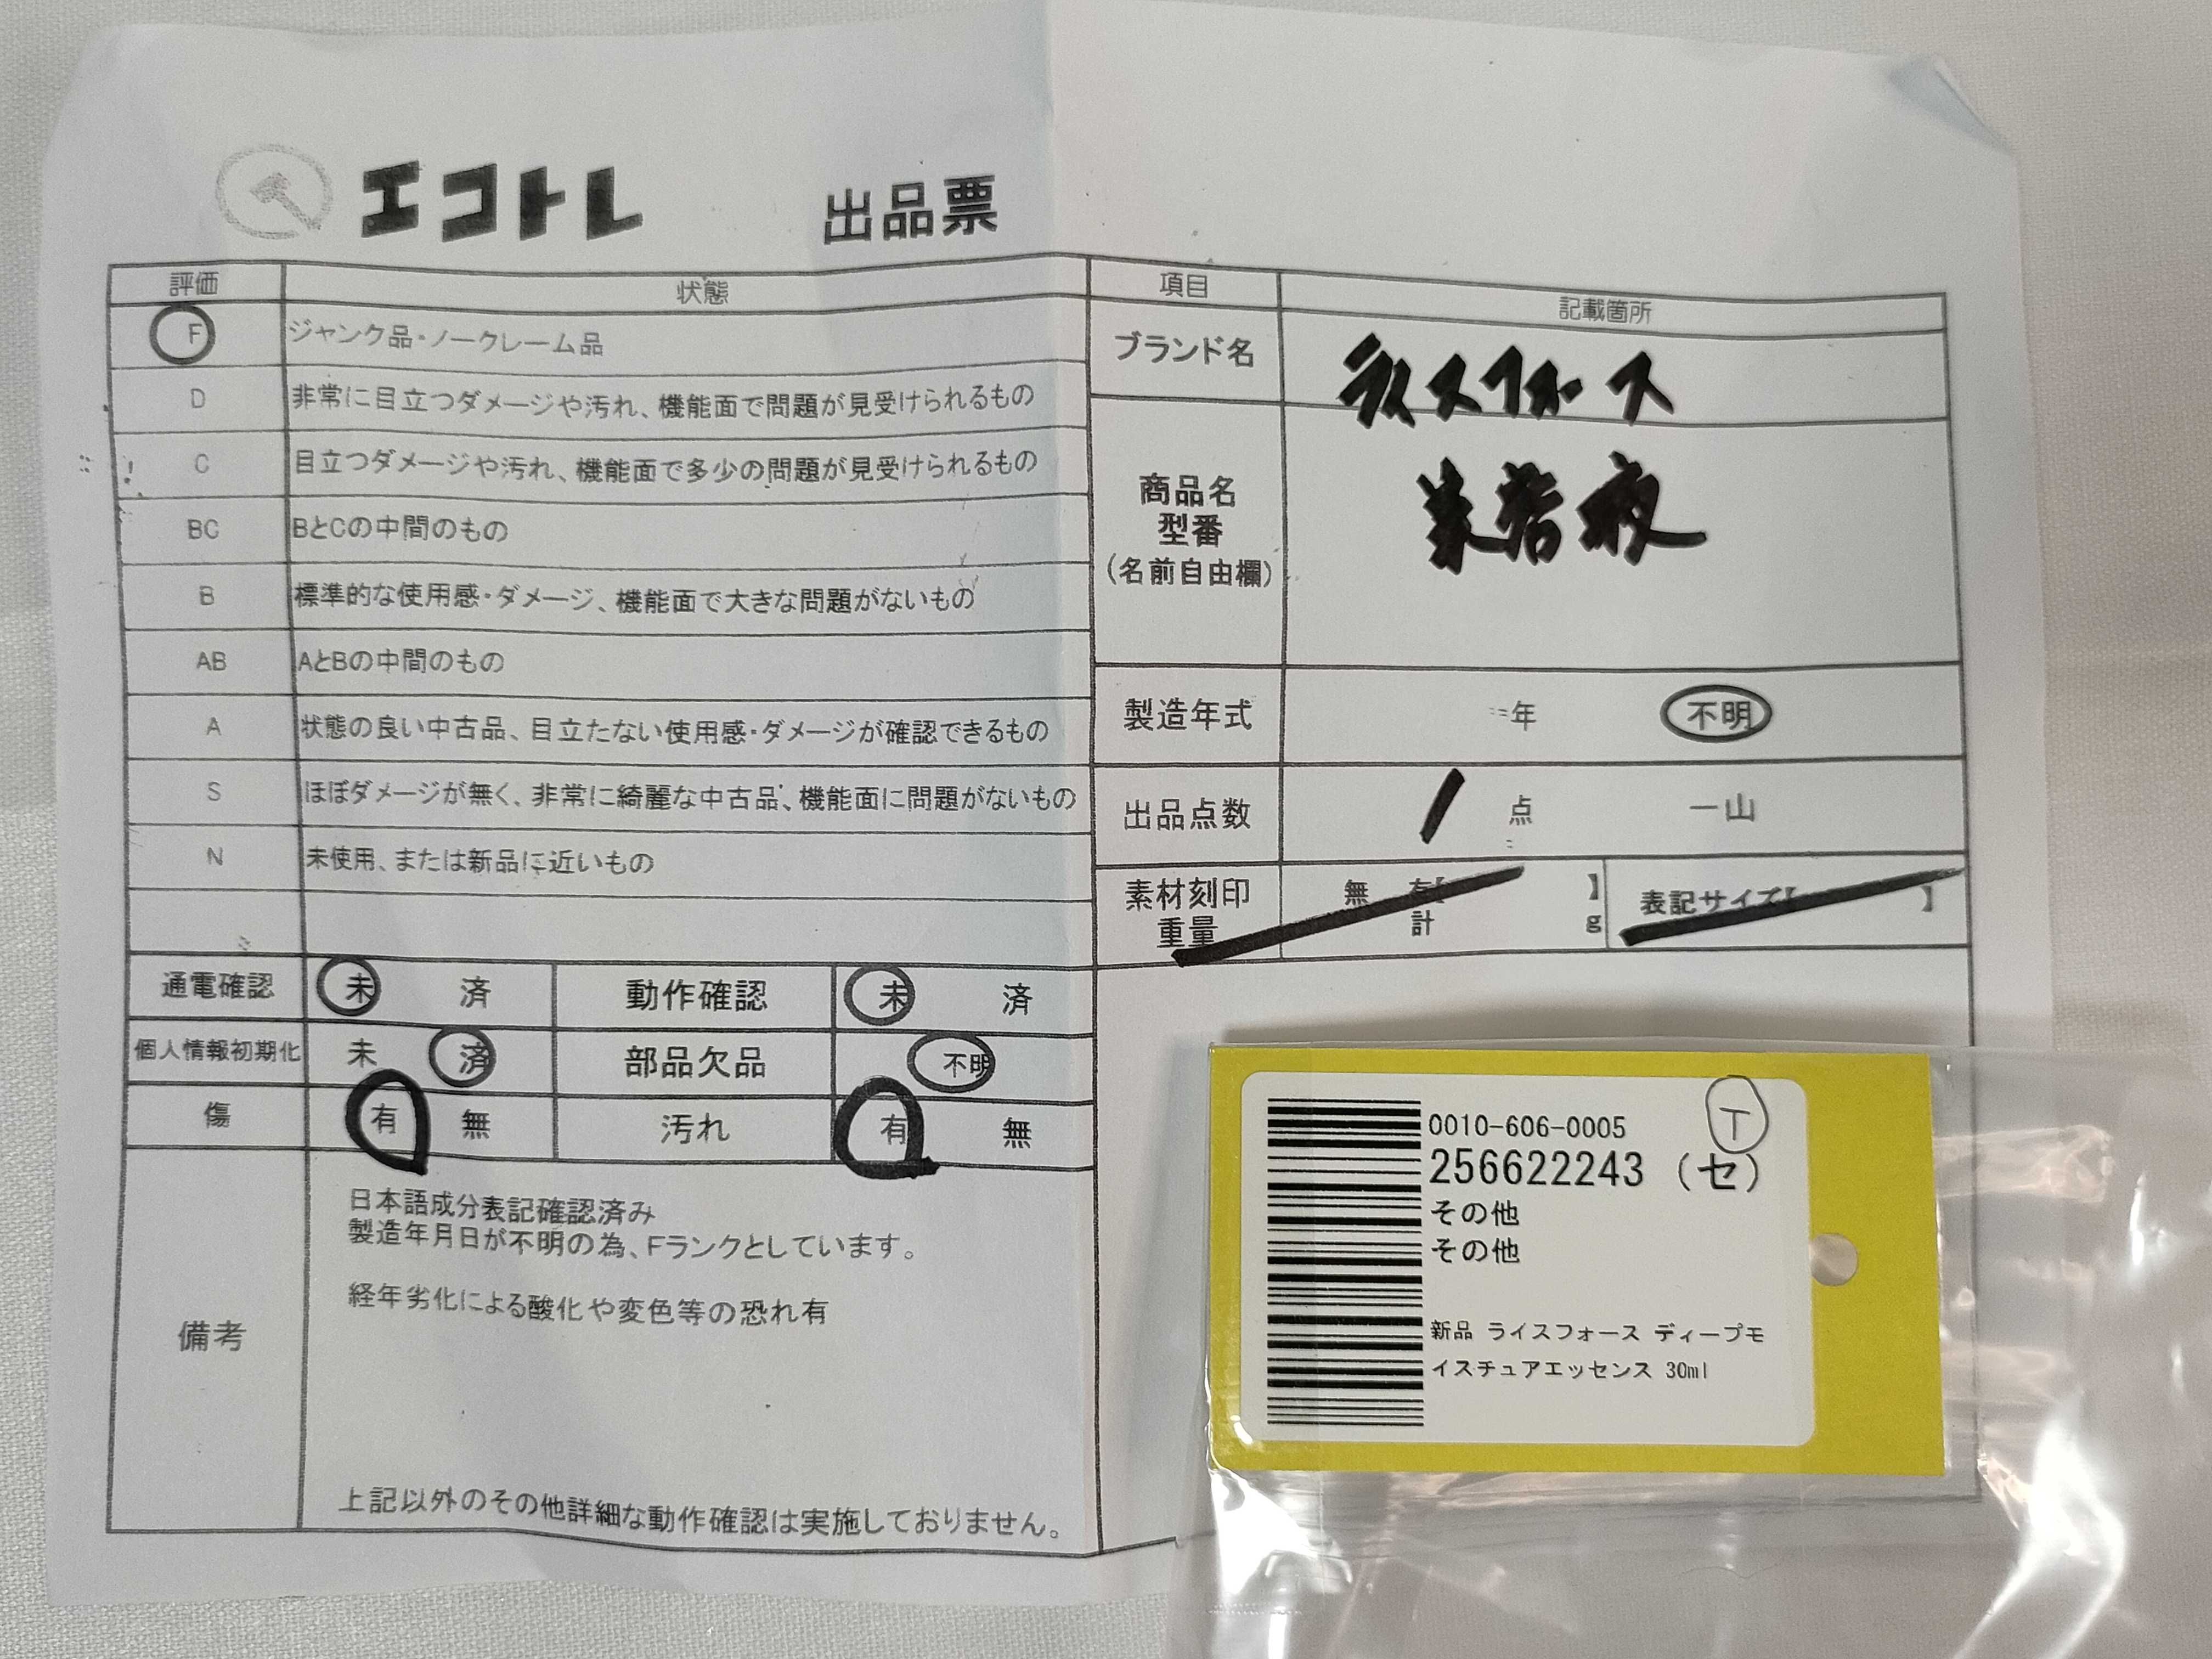 エコトレ 出品票
評価 状態
F ジャンク品・ノークレーム品
D 非常に目立つダメージや汚れ、機能面で問題が見受けられるもの
C 目立つダメージや汚れ、機能面で多少の問題が見受けられるもの
BC BとCの中間のもの
B 標準的な使用感・ダメージ、機能面で大きな問題がないもの
AB AとBの中間のもの
A 状態の良い中古品、目立たない使用感・ダメージが確認できるもの
S ほぼダメージが無く、非常に綺麗な中古品、機能面に問題がないもの
N 未使用、または新品に近いもの
通電確認 未 済 動作確認 未 済
個人情報初期化 未 済 部品欠品 不明
傷 有 無 汚れ 有 無
備考
日本語成分表記確認済み
製造年月日が不明の為、Fランクとしています。
経年劣化による酸化や変色等の恐れ有
上記以外のその他詳細な動作確認は実施しておりません。
項目 記載箇所
ブランド名 ライスフォース
商品名 美容液
型番
(名前自由欄)
製造年式 年 不明
出品点数 1 点 一山
素材刻印 無 有【 】 表記サイズ【 】
重量 計 g
T
0010-606-0005
256622243 (セ)
その他
その他
新品 ライスフォース ディープモ
イスチュアエッセンス 30ml